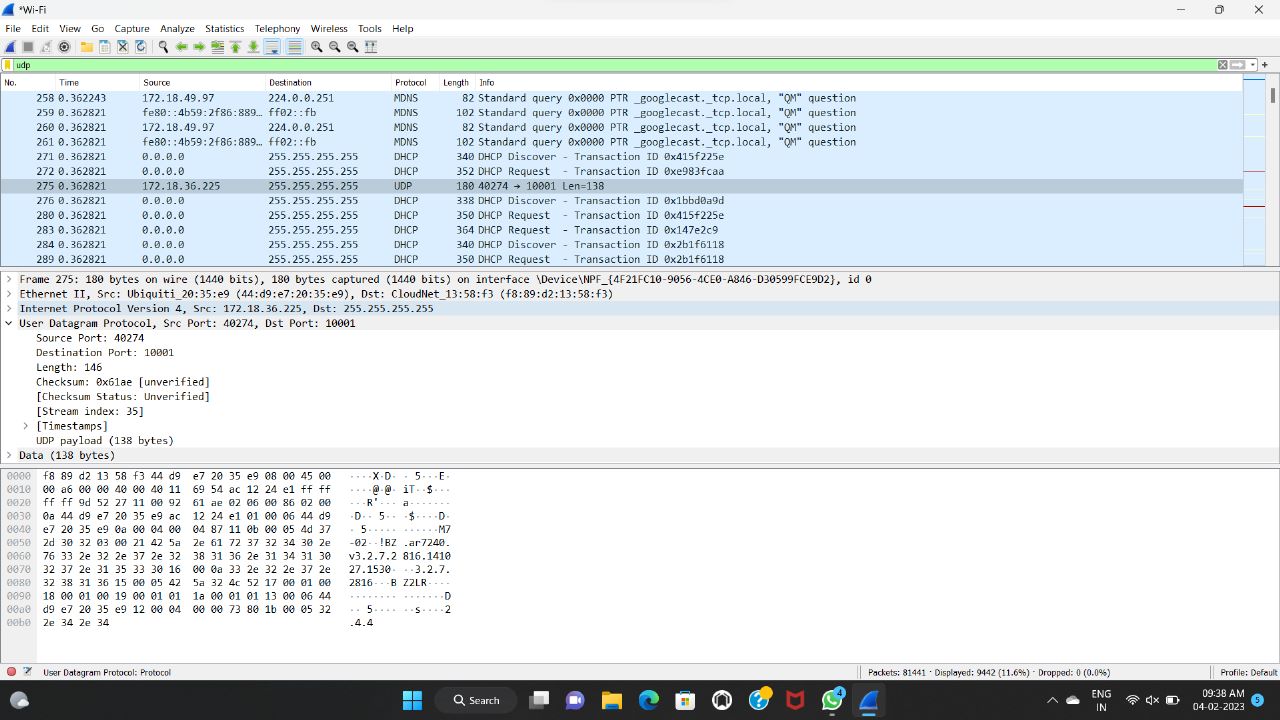 *Wi-Fi
File Edit View Go Capture Analyze Statistics Telephony Wireless Tools Help
udp
No. Time Source Destination Protocol Length Info
258 0.362243 172.18.49.97 224.0.0.251 MDNS 82 Standard query 0x0000 PTR _googlecast._tcp.local, "QM" question
259 0.362821 fe80::4b59:2f86:889… ff02::fb MDNS 102 Standard query 0x0000 PTR _googlecast._tcp.local, "QM" question
260 0.362821 172.18.49.97 224.0.0.251 MDNS 82 Standard query 0x0000 PTR _googlecast._tcp.local, "QM" question
261 0.362821 fe80::4b59:2f86:889… ff02::fb MDNS 102 Standard query 0x0000 PTR _googlecast._tcp.local, "QM" question
271 0.362821 0.0.0.0 255.255.255.255 DHCP 340 DHCP Discover - Transaction ID 0x415f225e
272 0.362821 0.0.0.0 255.255.255.255 DHCP 352 DHCP Request - Transaction ID 0xe983fcaa
275 0.362821 172.18.36.225 255.255.255.255 UDP 180 40274 → 10001 Len=138
276 0.362821 0.0.0.0 255.255.255.255 DHCP 338 DHCP Discover - Transaction ID 0x1bbd0a9d
280 0.362821 0.0.0.0 255.255.255.255 DHCP 350 DHCP Request - Transaction ID 0x415f225e
283 0.362821 0.0.0.0 255.255.255.255 DHCP 364 DHCP Request - Transaction ID 0x147e2c9
284 0.362821 0.0.0.0 255.255.255.255 DHCP 340 DHCP Discover - Transaction ID 0x2b1f6118
289 0.362821 0.0.0.0 255.255.255.255 DHCP 350 DHCP Request - Transaction ID 0x2b1f6118
Frame 275: 180 bytes on wire (1440 bits), 180 bytes captured (1440 bits) on interface \Device\NPF_{4F21FC10-9056-4CE0-A846-D30599FCE9D2}, id 0
Ethernet II, Src: Ubiquiti_20:35:e9 (44:d9:e7:20:35:e9), Dst: CloudNet_13:58:f3 (f8:89:d2:13:58:f3)
Internet Protocol Version 4, Src: 172.18.36.225, Dst: 255.255.255.255
User Datagram Protocol, Src Port: 40274, Dst Port: 10001
Source Port: 40274
Destination Port: 10001
Length: 146
Checksum: 0x61ae [unverified]
[Checksum Status: Unverified]
[Stream index: 35]
[Timestamps]
UDP payload (138 bytes)
Data (138 bytes)
0000 f8 89 d2 13 58 f3 44 d9 e7 20 35 e9 08 00 45 00 ····X·D· · 5···E·
0010 00 a6 00 00 40 00 40 11 69 54 ac 12 24 e1 ff ff ····@·@· iT··$···
0020 ff ff 9d 52 27 11 00 92 61 ae 02 06 00 86 02 00 ···R'··· a·······
0030 0a 44 d9 e7 20 35 e9 ac 12 24 e1 01 00 06 44 d9 ·D·· 5·· ·$····D·
0040 e7 20 35 e9 0a 00 04 00 04 87 11 0b 00 05 4d 37 · 5····· ······M7
0050 2d 30 32 03 00 21 42 5a 2e 61 72 37 32 34 30 2e -02··!BZ .ar7240.
0060 76 33 2e 32 2e 37 2e 32 38 31 36 2e 31 34 31 30 v3.2.7.2 816.1410
0070 32 37 2e 31 35 33 30 16 00 0a 33 2e 32 2e 37 2e 27.1530· ··3.2.7.
0080 32 38 31 36 15 00 05 42 5a 32 4c 52 17 00 01 00 2816···B Z2LR····
0090 18 00 01 00 19 00 01 01 1a 00 01 01 13 00 06 44 ········ ·······D
00a0 d9 e7 20 35 e9 12 00 04 00 00 73 80 1b 00 05 32 ·· 5···· ··s····2
00b0 2e 34 2e 34 .4.4
User Datagram Protocol: Protocol
Packets: 81441 · Displayed: 9442 (11.6%) · Dropped: 0 (0.0%)
Profile: Default
Search
4
ENG
IN
09:38 AM
04-02-2023
5